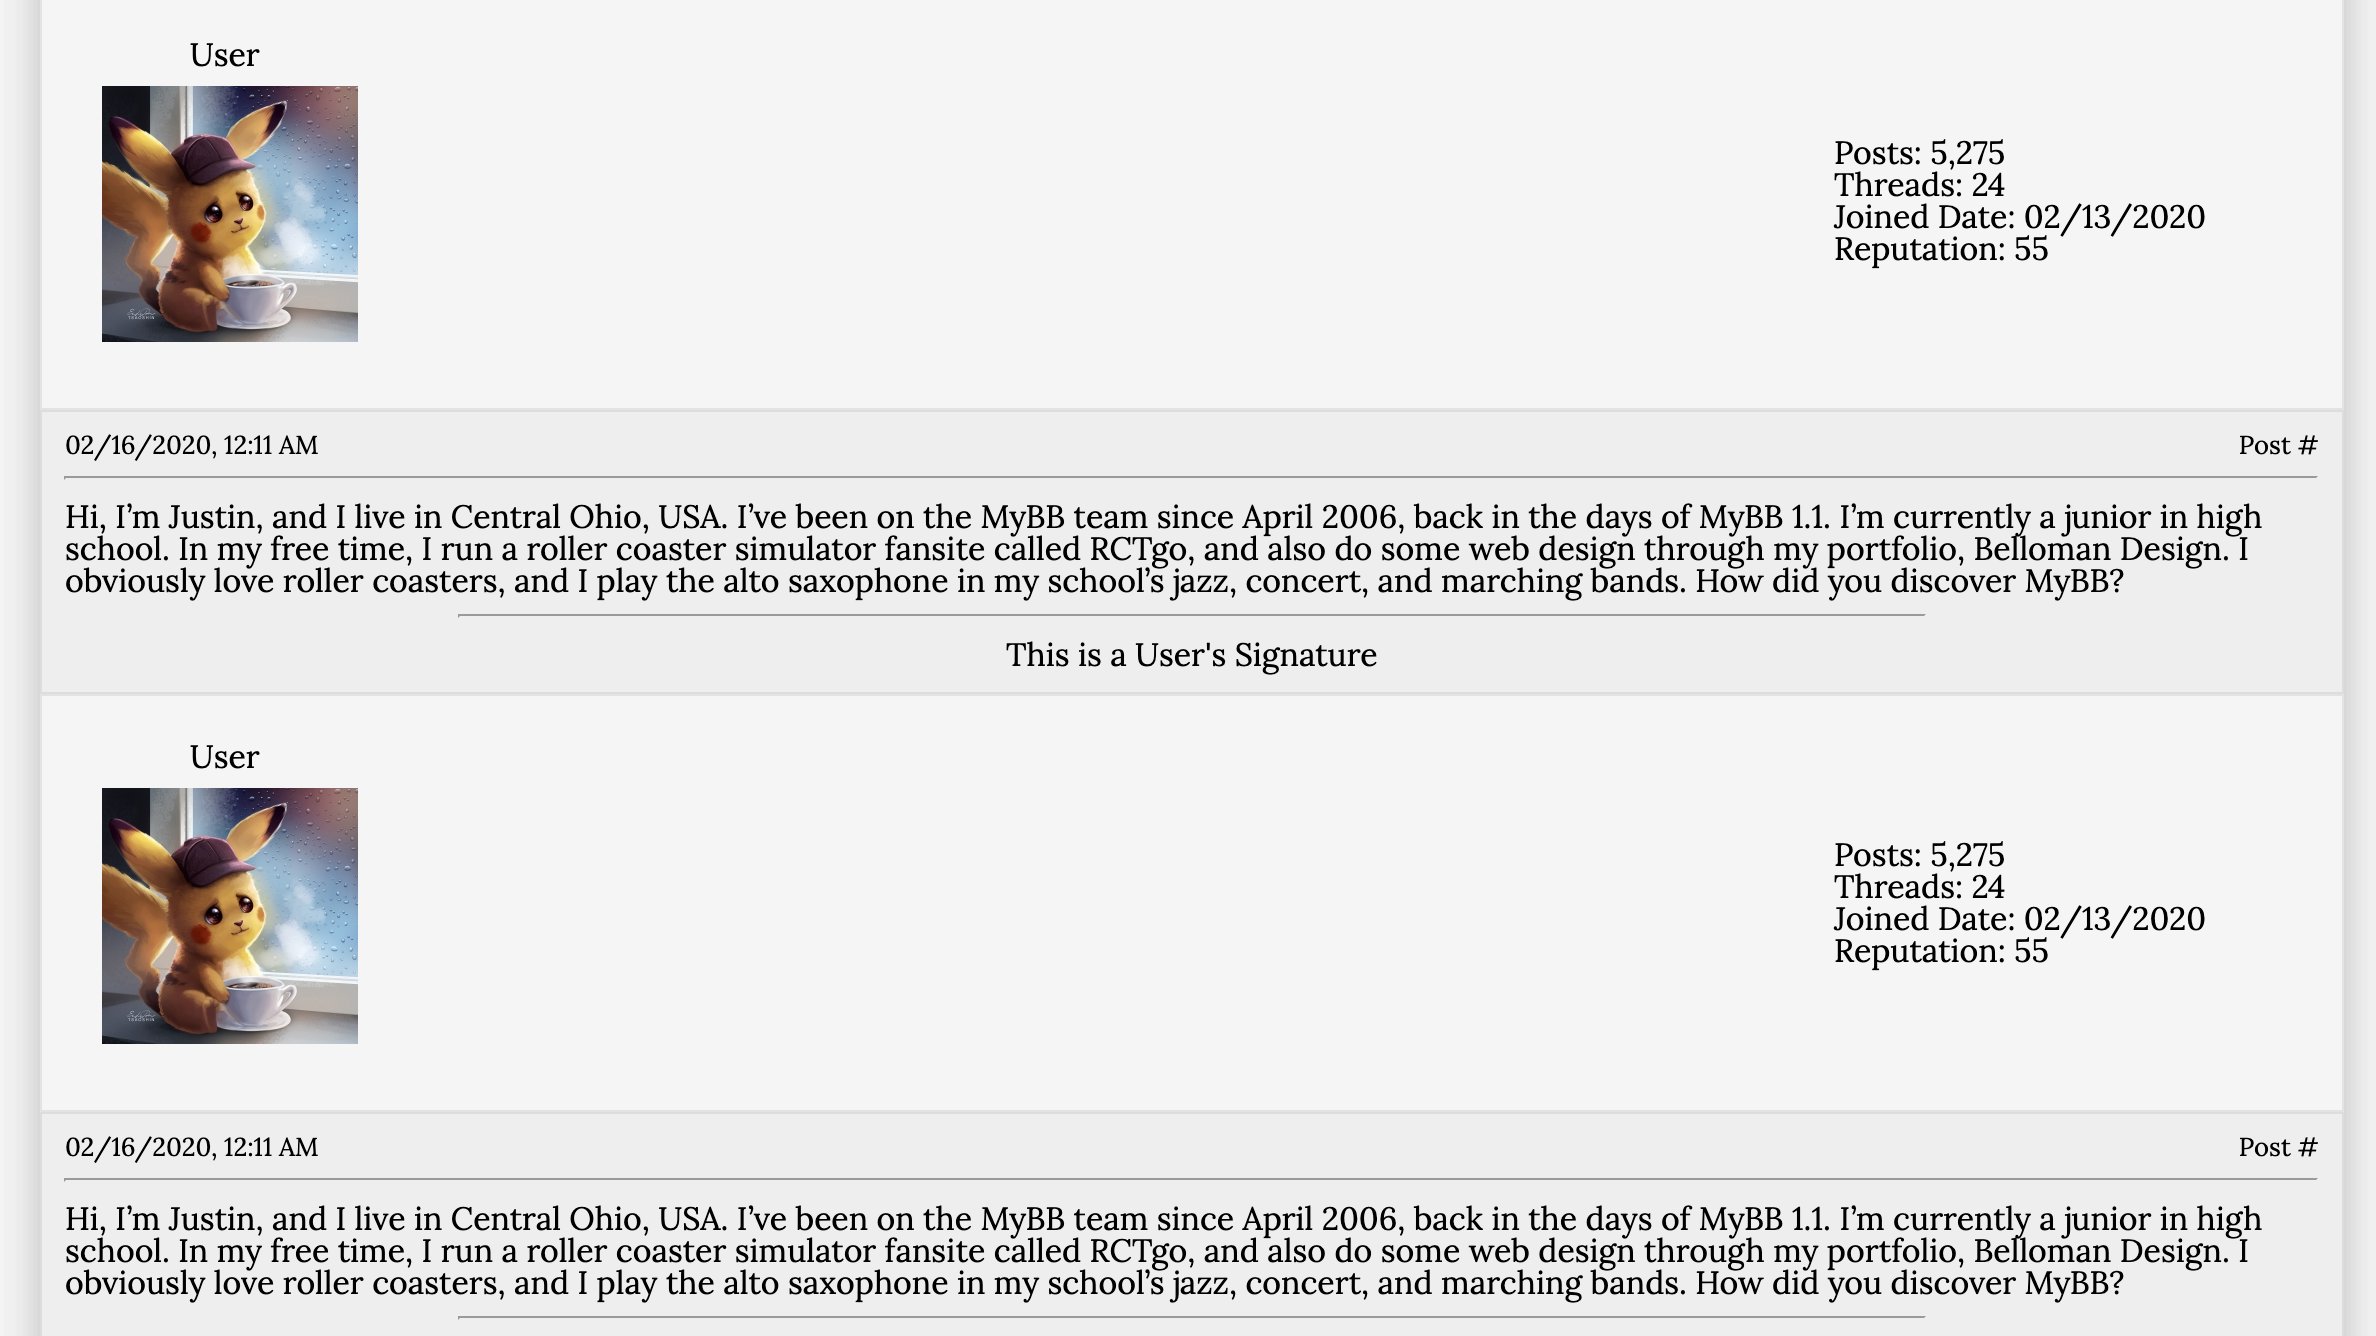 User
Posts: 5,275
Threads: 24
Joined Date: 02/13/2020
Reputation: 55
02/16/2020, 12:11 AM
Post #
Hi, I’m Justin, and I live in Central Ohio, USA. I’ve been on the MyBB team since April 2006, back in the days of MyBB 1.1. I’m currently a junior in high
school. In my free time, I run a roller coaster simulator fansite called RCTgo, and also do some web design through my portfolio, Belloman Design. I
obviously love roller coasters, and I play the alto saxophone in my school’s jazz, concert, and marching bands. How did you discover MyBB?
This is a User's Signature
User
Posts: 5,275
Threads: 24
Joined Date: 02/13/2020
Reputation: 55
02/16/2020, 12:11 AM
Post #
Hi, I’m Justin, and I live in Central Ohio, USA. I’ve been on the MyBB team since April 2006, back in the days of MyBB 1.1. I’m currently a junior in high
school. In my free time, I run a roller coaster simulator fansite called RCTgo, and also do some web design through my portfolio, Belloman Design. I
obviously love roller coasters, and I play the alto saxophone in my school’s jazz, concert, and marching bands. How did you discover MyBB?